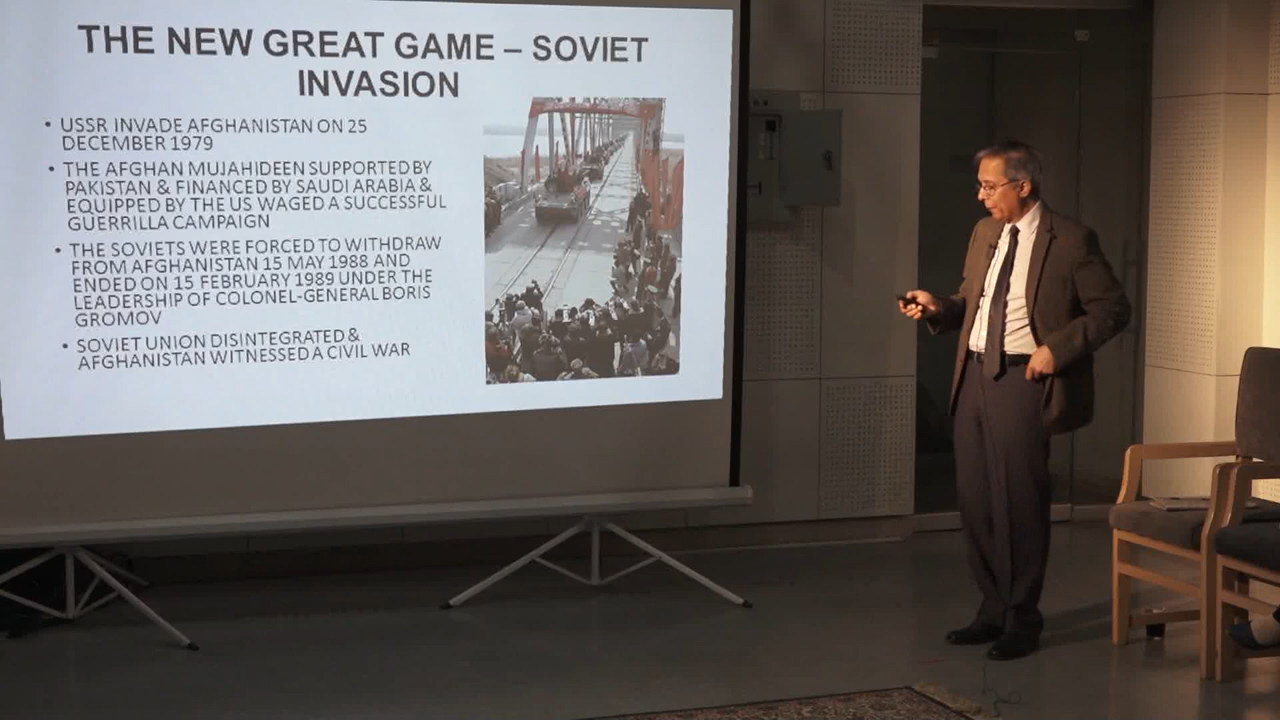 THE NEW GREAT GAME – SOVIET
INVASION
• USSR INVADE AFGHANISTAN ON 25
DECEMBER 1979
• THE AFGHAN MUJAHIDEEN SUPPORTED BY
PAKISTAN & FINANCED BY SAUDI ARABIA &
EQUIPPED BY THE US WAGED A SUCCESSFUL
GUERRILLA CAMPAIGN
• THE SOVIETS WERE FORCED TO WITHDRAW
FROM AFGHANISTAN 15 MAY 1988 AND
ENDED ON 15 FEBRUARY 1989 UNDER THE
LEADERSHIP OF COLONEL-GENERAL BORIS
GROMOV
• SOVIET UNION DISINTEGRATED &
AFGHANISTAN WITNESSED A CIVIL WAR